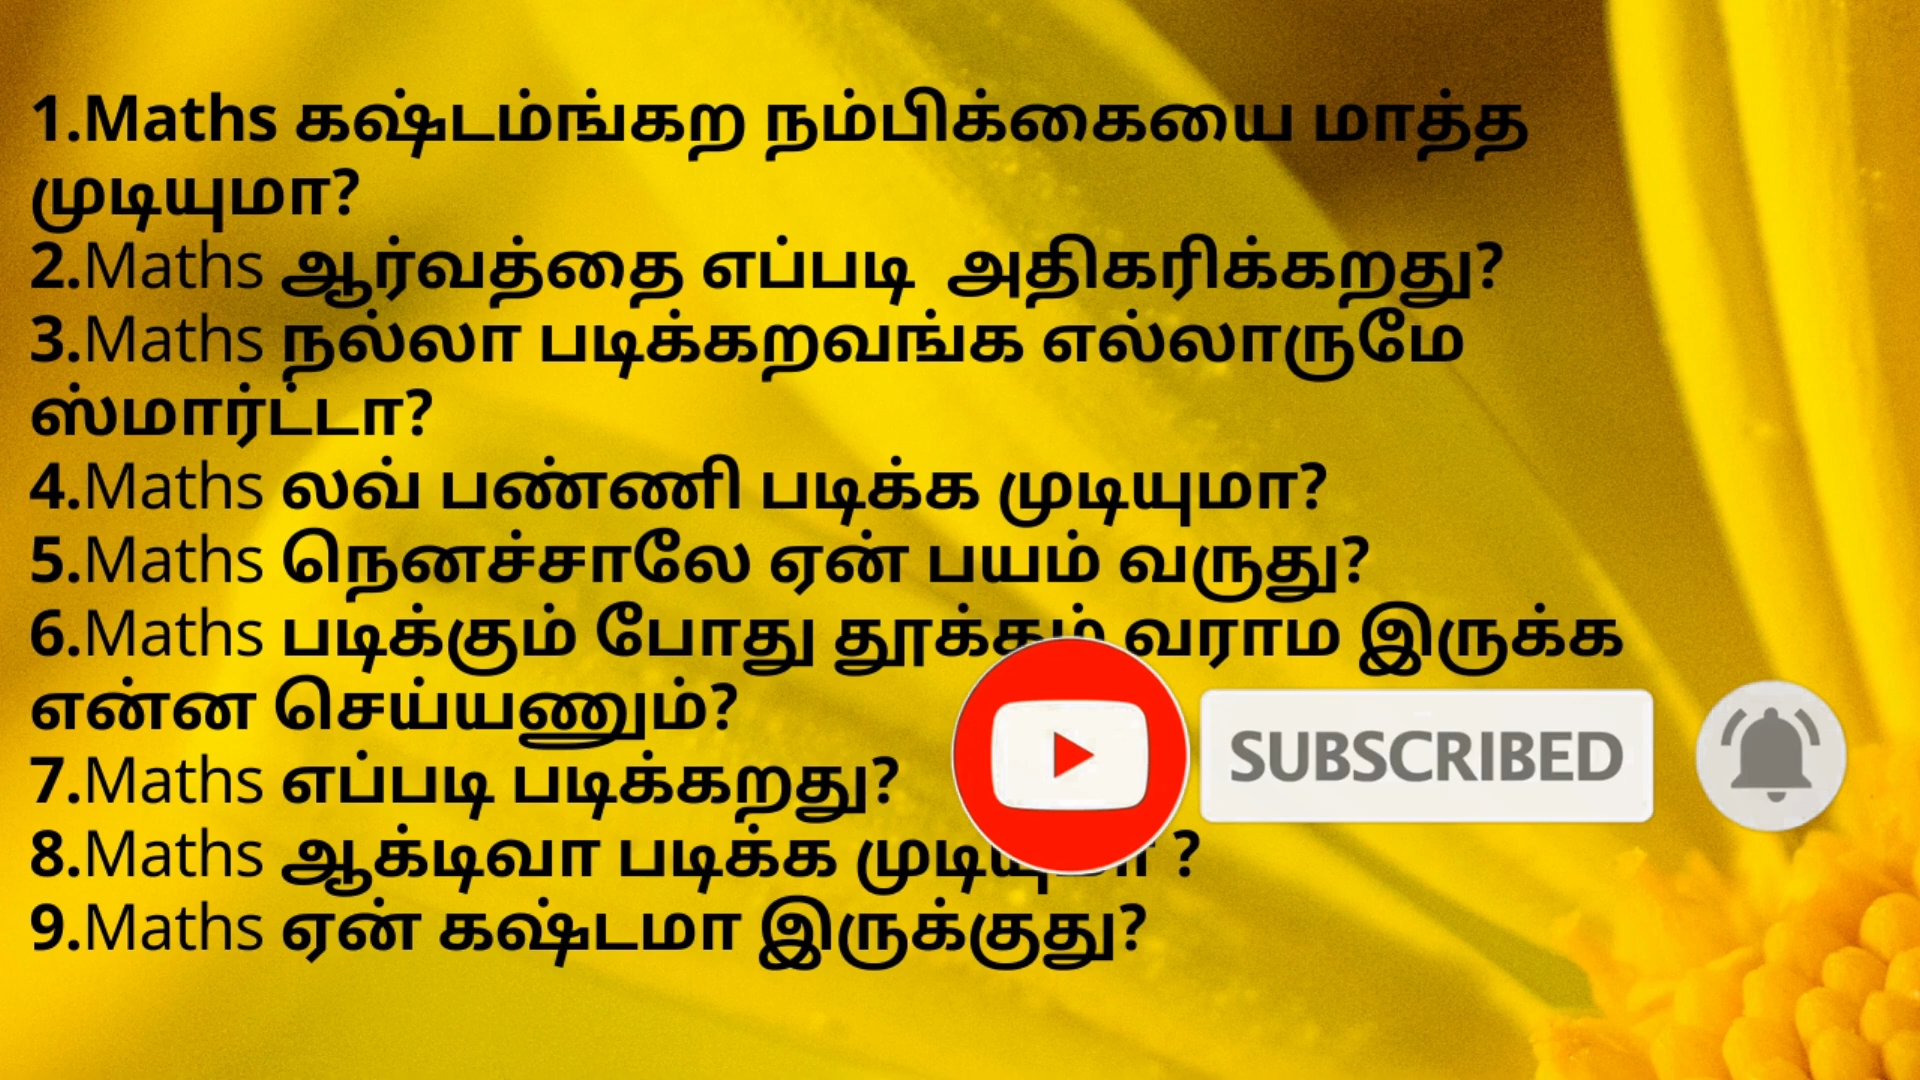 1.Maths கஷ்டம்ங்கற நம்பிக்கையை மாத்த
முடியுமா?
2.Maths ஆர்வத்தை எப்படி அதிகரிக்கறது?
3.Maths நல்லா படிக்கறவங்க எல்லாருமே
ஸ்மார்ட்டா?
4.Maths லவ் பண்ணி படிக்க முடியுமா?
5.Maths நெனச்சாலே ஏன் பயம் வருது?
6.Maths படிக்கும் போது தூக்கம் வராம இருக்க
என்ன செய்யணும்?
SUBSCRIBED
7.Maths எப்படி படிக்கறது?
8.Maths ஆக்டிவா படிக்க முடியுமா ?
9.Maths ஏன் கஷ்டமா இருக்குது?